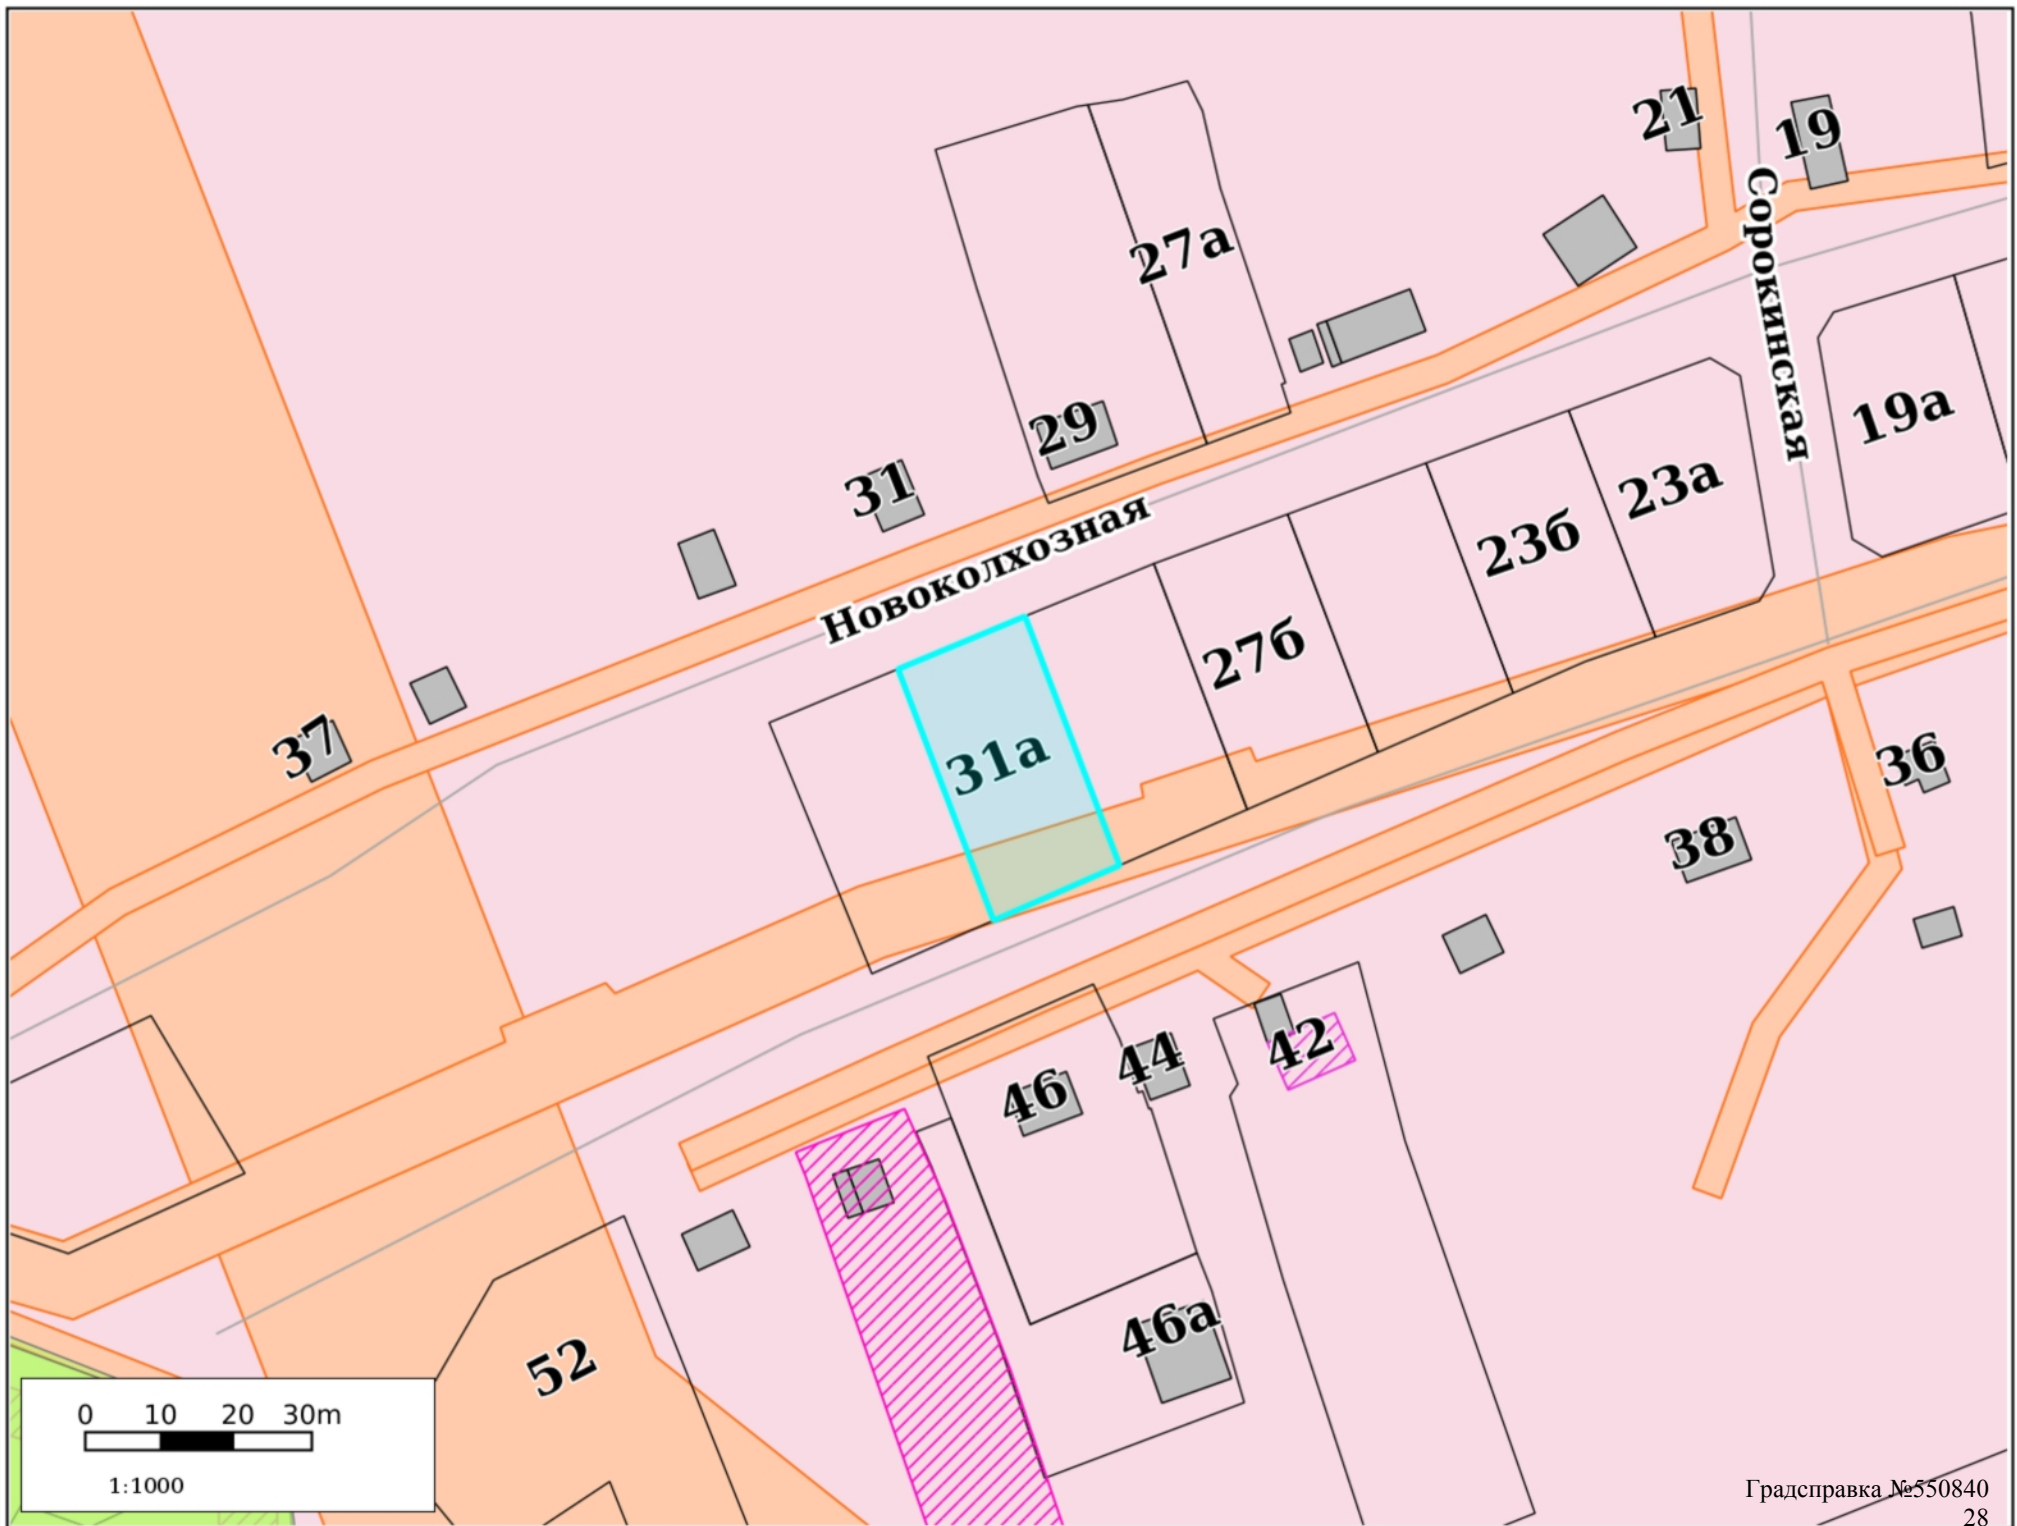 21
19
Сорокинская
27а
29
19а
31
23а
Новоколхозная
23б
27б
37
31а
36
38
42
44
46
46а
52
0 10 20 30m
1:1000
Градсправка №550840
28